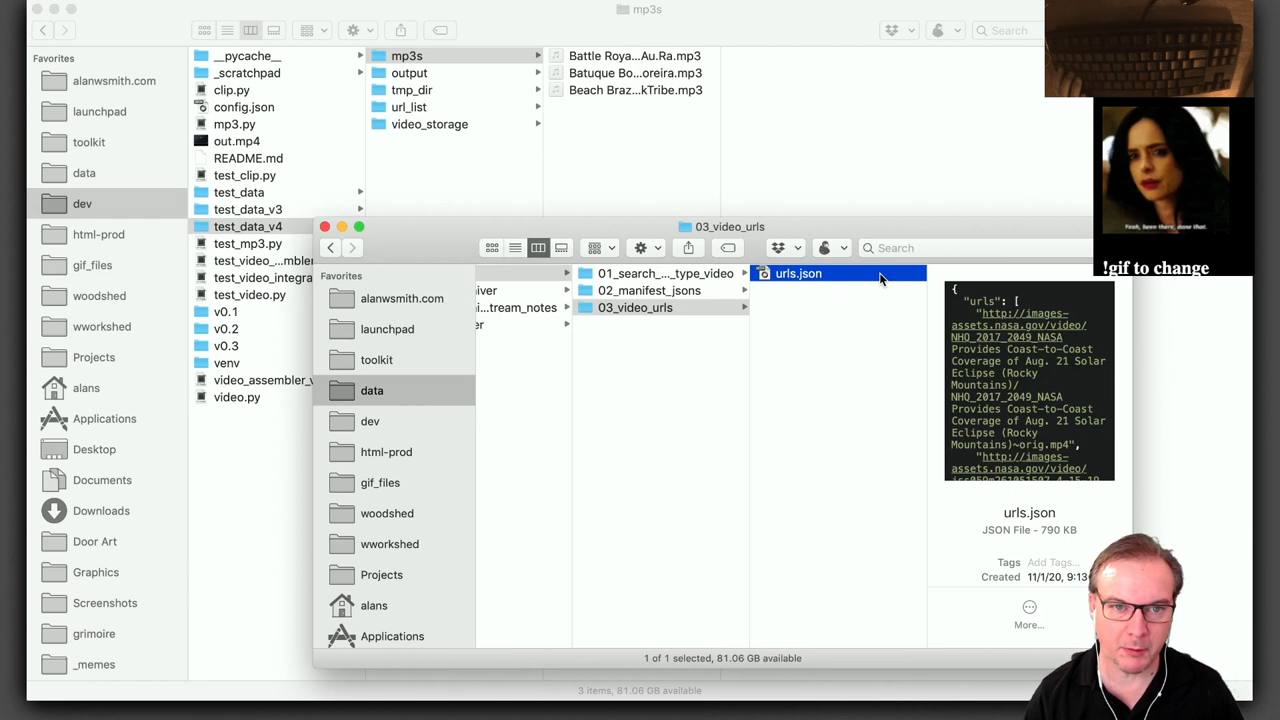 mp3s
Search
Favorites
alanwsmith.com
launchpad
toolkit
data
dev
html-prod
gif_files
woodshed
wworkshed
Projects
alans
Applications
Desktop
Documents
Downloads
Door Art
Graphics
Screenshots
grimoire
_memes
__pycache__
_scratchpad
clip.py
config.json
mp3.py
out.mp4
README.md
test_clip.py
test_data
test_data_v3
test_data_v4
test_mp3.py
test_video_...mbler
test_video_integra
test_video.py
v0.1
v0.2
v0.3
venv
video_assembler_v
video.py
mp3s
output
tmp_dir
url_list
video_storage
Battle Roya...Au.Ra.mp3
Batuque Bo...oreira.mp3
Beach Braz...kTribe.mp3
3 items, 81.06 GB available
03_video_urls
Search
Favorites
alanwsmith.com
launchpad
toolkit
data
dev
html-prod
gif_files
woodshed
wworkshed
Projects
alans
Applications
iver
i...tream_notes
er
01_search_..._type_video
02_manifest_jsons
03_video_urls
urls.json
{
"urls": [
"http://images-
assets.nasa.gov/video/
NHQ_2017_2049_NASA
Provides Coast-to-Coast
Coverage of Aug. 21 Solar
Eclipse (Rocky
Mountains)/
NHQ_2017_2049_NASA
Provides Coast-to-Coast
Coverage of Aug. 21 Solar
Eclipse (Rocky
Mountains)~orig.mp4",
"http://images-
assets.nasa.gov/video/
urls.json
JSON File - 790 KB
Tags Add Tags...
Created 11/1/20, 9:13
More...
1 of 1 selected, 81.06 GB available
Yeah, been there, done that.
!gif to change